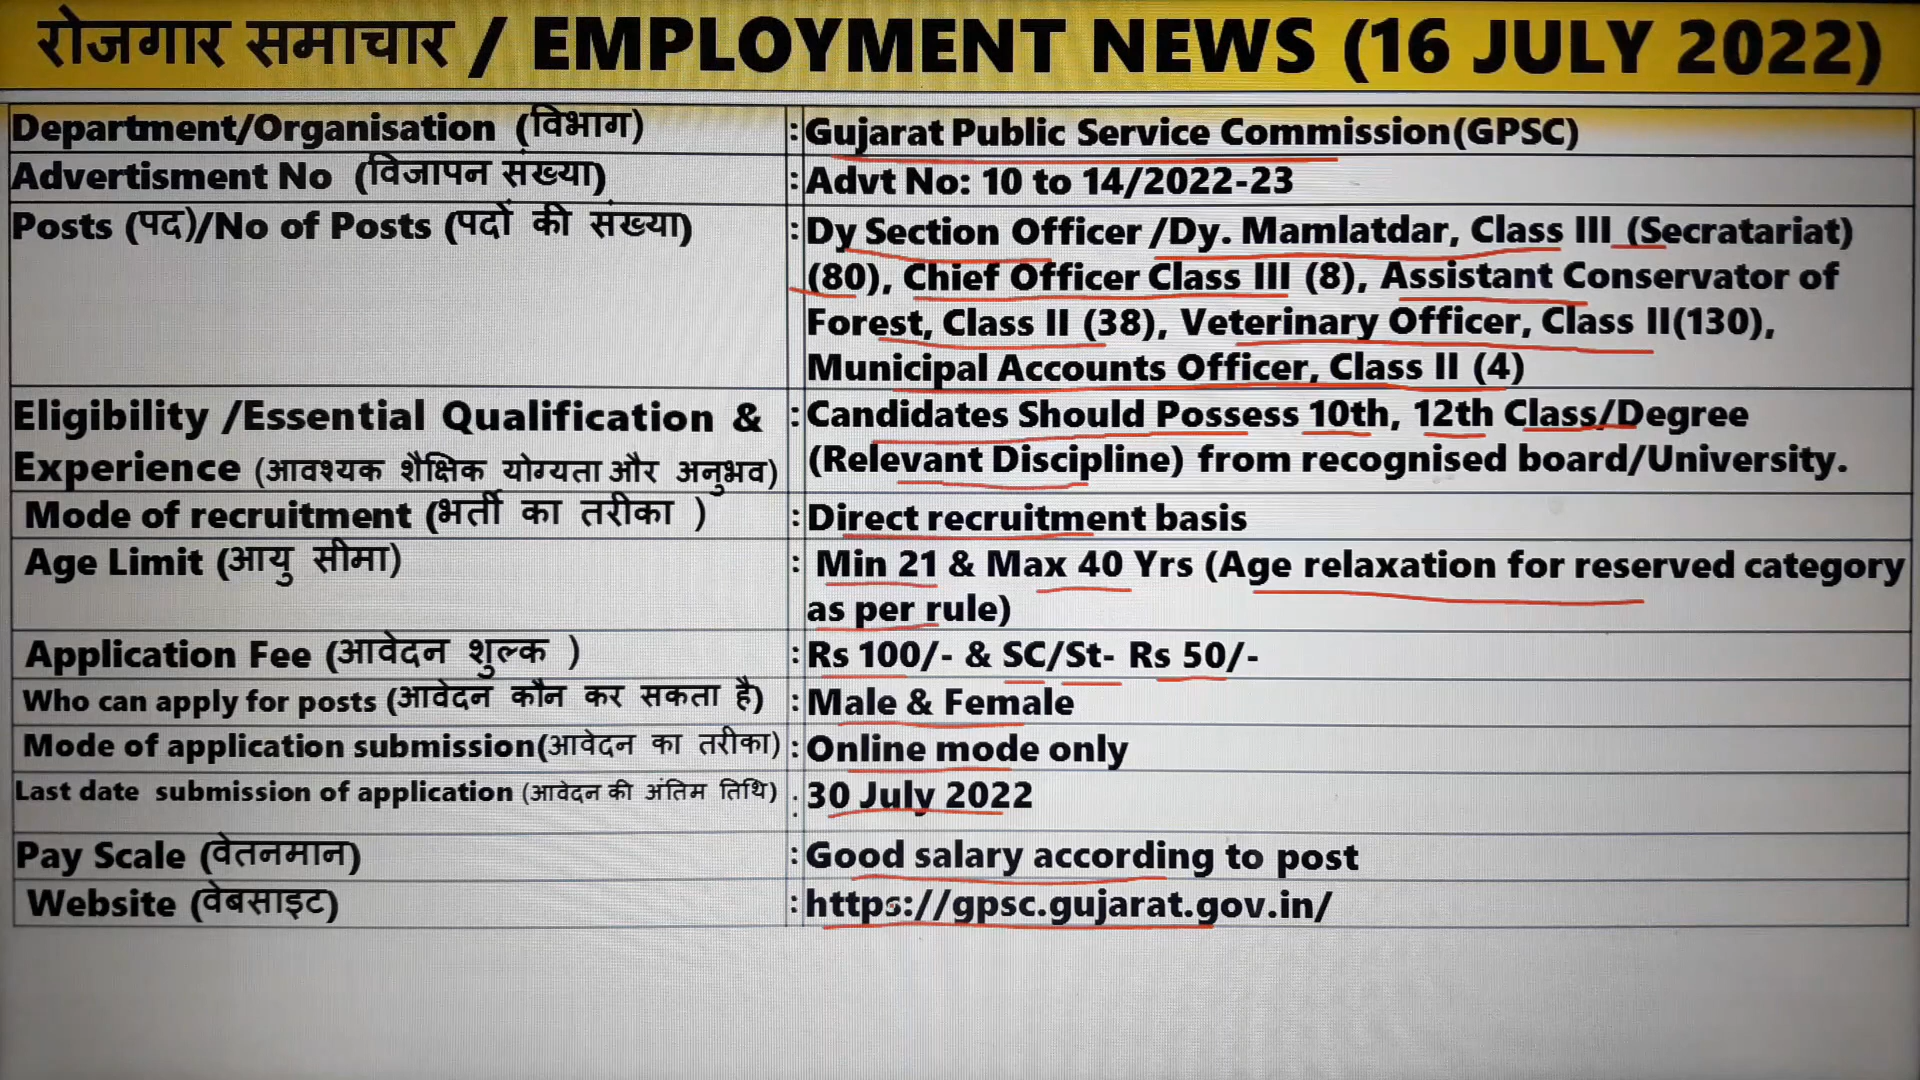 रोजगार समाचार / EMPLOYMENT NEWS (16 JULY 2022)
Department/Organisation (विभाग) : Gujarat Public Service Commission(GPSC)
Advertisment No (विजापन संख्या) : Advt No: 10 to 14/2022-23
Posts (पद)/No of Posts (पदों की संख्या) : Dy Section Officer /Dy. Mamlatdar, Class III (Secratariat)
(80), Chief Officer Class III (8), Assistant Conservator of
Forest, Class II (38), Veterinary Officer, Class II(130),
Municipal Accounts Officer, Class II (4)
Eligibility /Essential Qualification & : Candidates Should Possess 10th, 12th Class/Degree
Experience (आवश्यक शैक्षिक योग्यता और अनुभव) (Relevant Discipline) from recognised board/University.
Mode of recruitment (भर्ती का तरीका ) : Direct recruitment basis
Age Limit (आयु सीमा) : Min 21 & Max 40 Yrs (Age relaxation for reserved category
as per rule)
Application Fee (आवेदन शुल्क ) : Rs 100/- & SC/St- Rs 50/-
Who can apply for posts (आवेदन कौन कर सकता है) : Male & Female
Mode of application submission(आवेदन का तरीका) : Online mode only
Last date submission of application (आवेदन की अंतिम तिथि) : 30 July 2022
Pay Scale (वेतनमान) : Good salary according to post
Website (वेबसाइट) : https://gpsc.gujarat.gov.in/